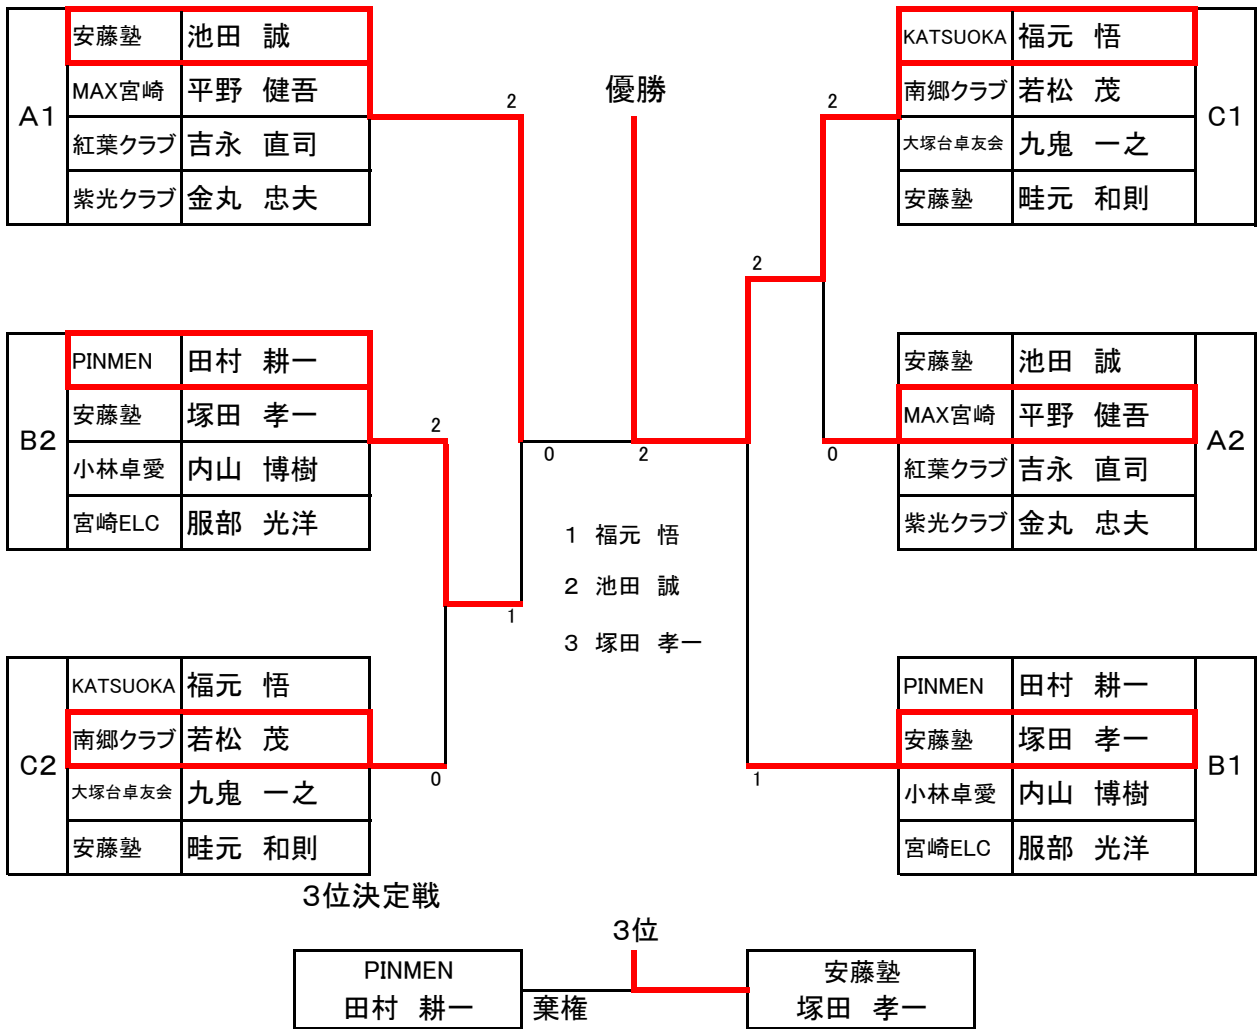 A1
安藤塾 池田 誠
MAX宮崎 平野 健吾
紅葉クラブ 吉永 直司
紫光クラブ 金丸 忠夫
2
優勝
2
KATSUOKA 福元 悟
南郷クラブ 若松 茂
大塚台卓友会 九鬼 一之
安藤塾 畦元 和則
C1
2
B2
PINMEN 田村 耕一
安藤塾 塚田 孝一
小林卓愛 内山 博樹
宮崎ELC 服部 光洋
2
0 2
0
安藤塾 池田 誠
MAX宮崎 平野 健吾
紅葉クラブ 吉永 直司
紫光クラブ 金丸 忠夫
A2
1 福元 悟
2 池田 誠
3 塚田 孝一
1
C2
KATSUOKA 福元 悟
南郷クラブ 若松 茂
大塚台卓友会 九鬼 一之
安藤塾 畦元 和則
0
1
PINMEN 田村 耕一
安藤塾 塚田 孝一
小林卓愛 内山 博樹
宮崎ELC 服部 光洋
B1
3位決定戦
3位
PINMEN
田村 耕一
棄権
安藤塾
塚田 孝一